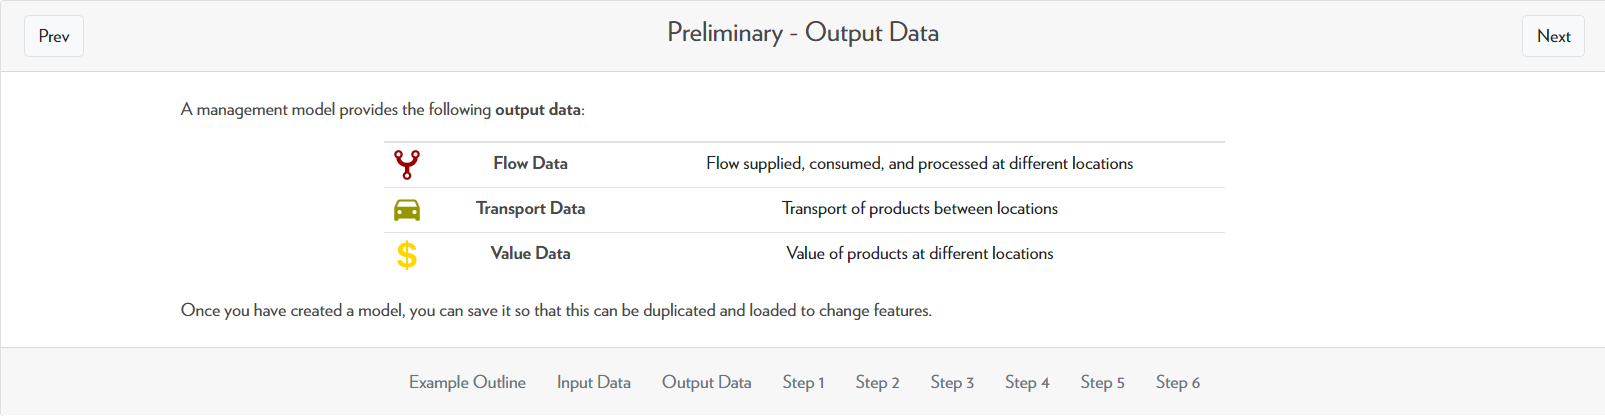 Prev
Preliminary - Output Data
Next
A management model provides the following output data:
Flow Data Flow supplied, consumed, and processed at different locations
Transport Data Transport of products between locations
$ Value Data Value of products at different locations
Once you have created a model, you can save it so that this can be duplicated and loaded to change features.
Example Outline Input Data Output Data Step 1 Step 2 Step 3 Step 4 Step 5 Step 6